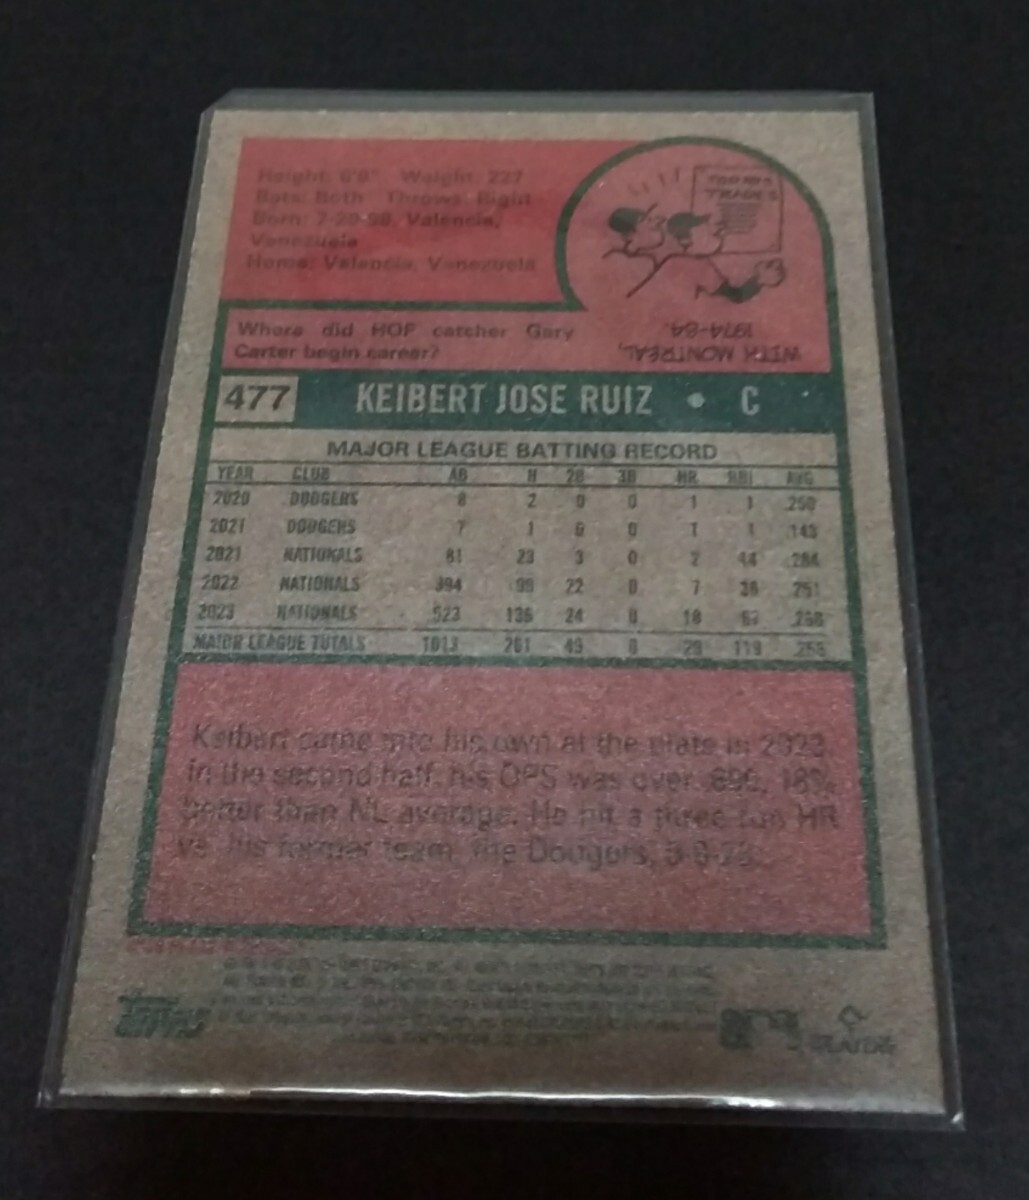 Height: 6'0" Weight: 227
Bats: Both Throws: Right
Born: 7-20-98, Valencia,
Venezuela
Home: Valencia, Venezuela
TRADES
Where did HOF catcher Gary
Carter begin career?
WITH MONTREAL,
1974-84.
477 KEIBERT JOSE RUIZ • C
MAJOR LEAGUE BATTING RECORD
YEAR CLUB AB H 2B 3B HR RBI AVG
2020 DODGERS 8 2 0 0 1 1 .250
2021 DODGERS 7 1 0 0 1 1 .143
2021 NATIONALS 81 23 3 0 2 14 .284
2022 NATIONALS 394 99 22 0 7 36 .251
2023 NATIONALS 523 136 24 0 18 67 .260
MAJOR LEAGUE TOTALS 1013 261 49 0 29 119 .258
Keibert came into his own at the plate in 2023.
In the second half, his OPS was over 18%
better than NL average. He hit a three-run HR
vs. his former team, the Dodgers,
TOPPS
PLAYERS